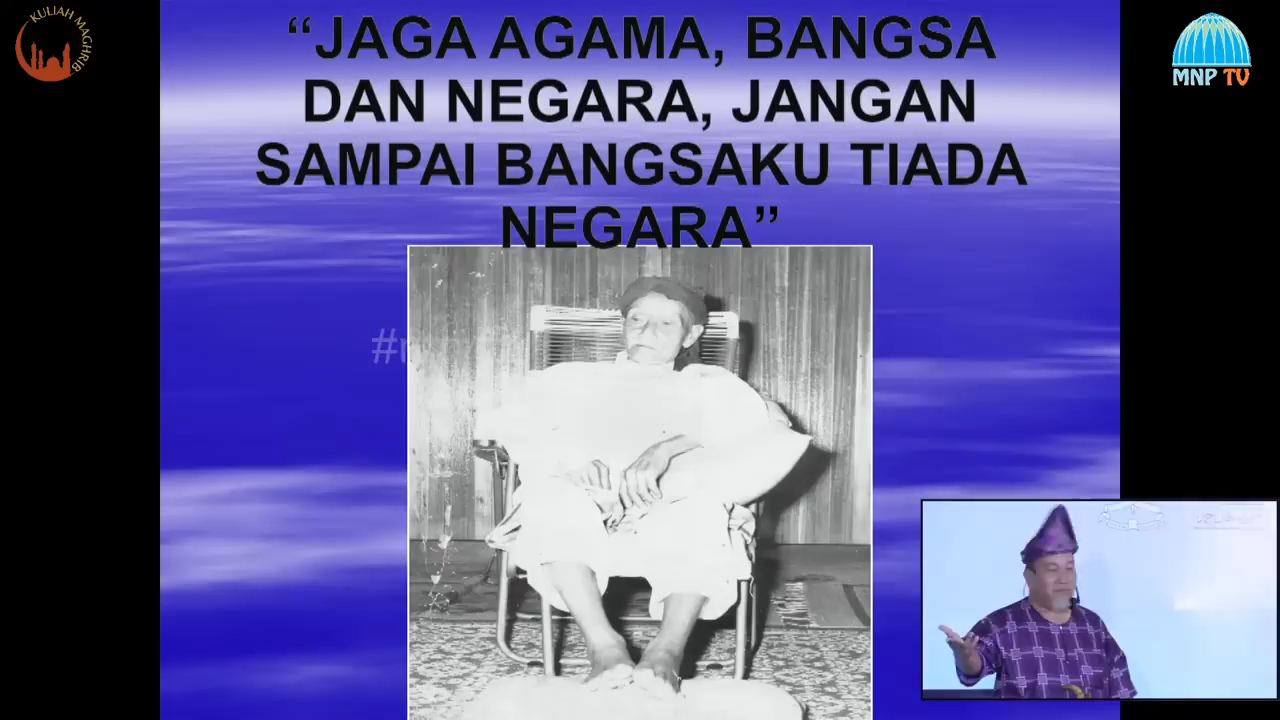 KULIAH MAGHRIB
MNP TV
“JAGA AGAMA, BANGSA
DAN NEGARA, JANGAN
SAMPAI BANGSAKU TIADA
NEGARA”